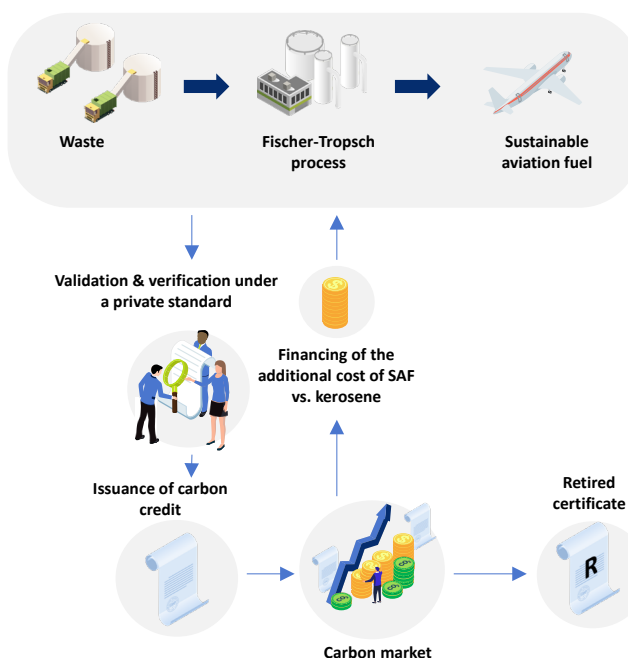 Waste
Fischer-Tropsch
process
Sustainable
aviation fuel
Validation & verification under
a private standard
Financing of the
additional cost of SAF
vs. kerosene
Issuance of carbon
credit
Retired
certificate
R
Carbon market